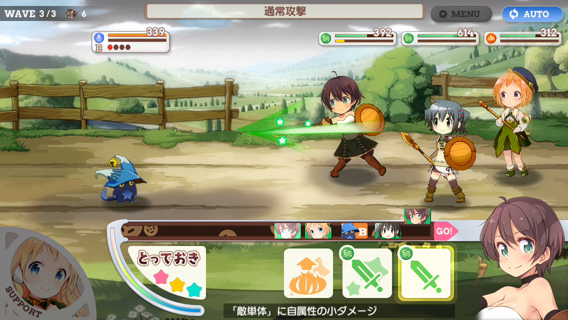 WAVE 3/3 6
通常攻撃
MENU
AUTO
339
B
392
614
312
B
GO!
とっておき
SUPPORT
「敵単体」に自属性の小ダメージ